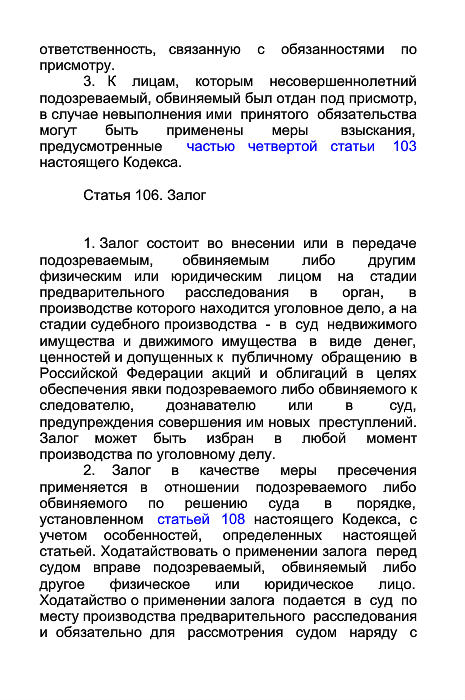 ответственность, связанную с обязанностями по
присмотру.
3. К лицам, которым несовершеннолетний
подозреваемый, обвиняемый был отдан под присмотр,
в случае невыполнения ими принятого обязательства
могут быть применены меры взыскания,
предусмотренные частью четвертой статьи 103
настоящего Кодекса.
Статья 106. Залог
1. Залог состоит во внесении или в передаче
подозреваемым, обвиняемым либо другим
физическим или юридическим лицом на стадии
предварительного расследования в орган, в
производстве которого находится уголовное дело, а на
стадии судебного производства - в суд недвижимого
имущества и движимого имущества в виде денег,
ценностей и допущенных к публичному обращению в
Российской Федерации акций и облигаций в целях
обеспечения явки подозреваемого либо обвиняемого к
следователю, дознавателю или в суд,
предупреждения совершения им новых преступлений.
Залог может быть избран в любой момент
производства по уголовному делу.
2. Залог в качестве меры пресечения
применяется в отношении подозреваемого либо
обвиняемого по решению суда в порядке,
установленном статьей 108 настоящего Кодекса, с
учетом особенностей, определенных настоящей
статьей. Ходатайствовать о применении залога перед
судом вправе подозреваемый, обвиняемый либо
другое физическое или юридическое лицо.
Ходатайство о применении залога подается в суд по
месту производства предварительного расследования
и обязательно для рассмотрения судом наряду с